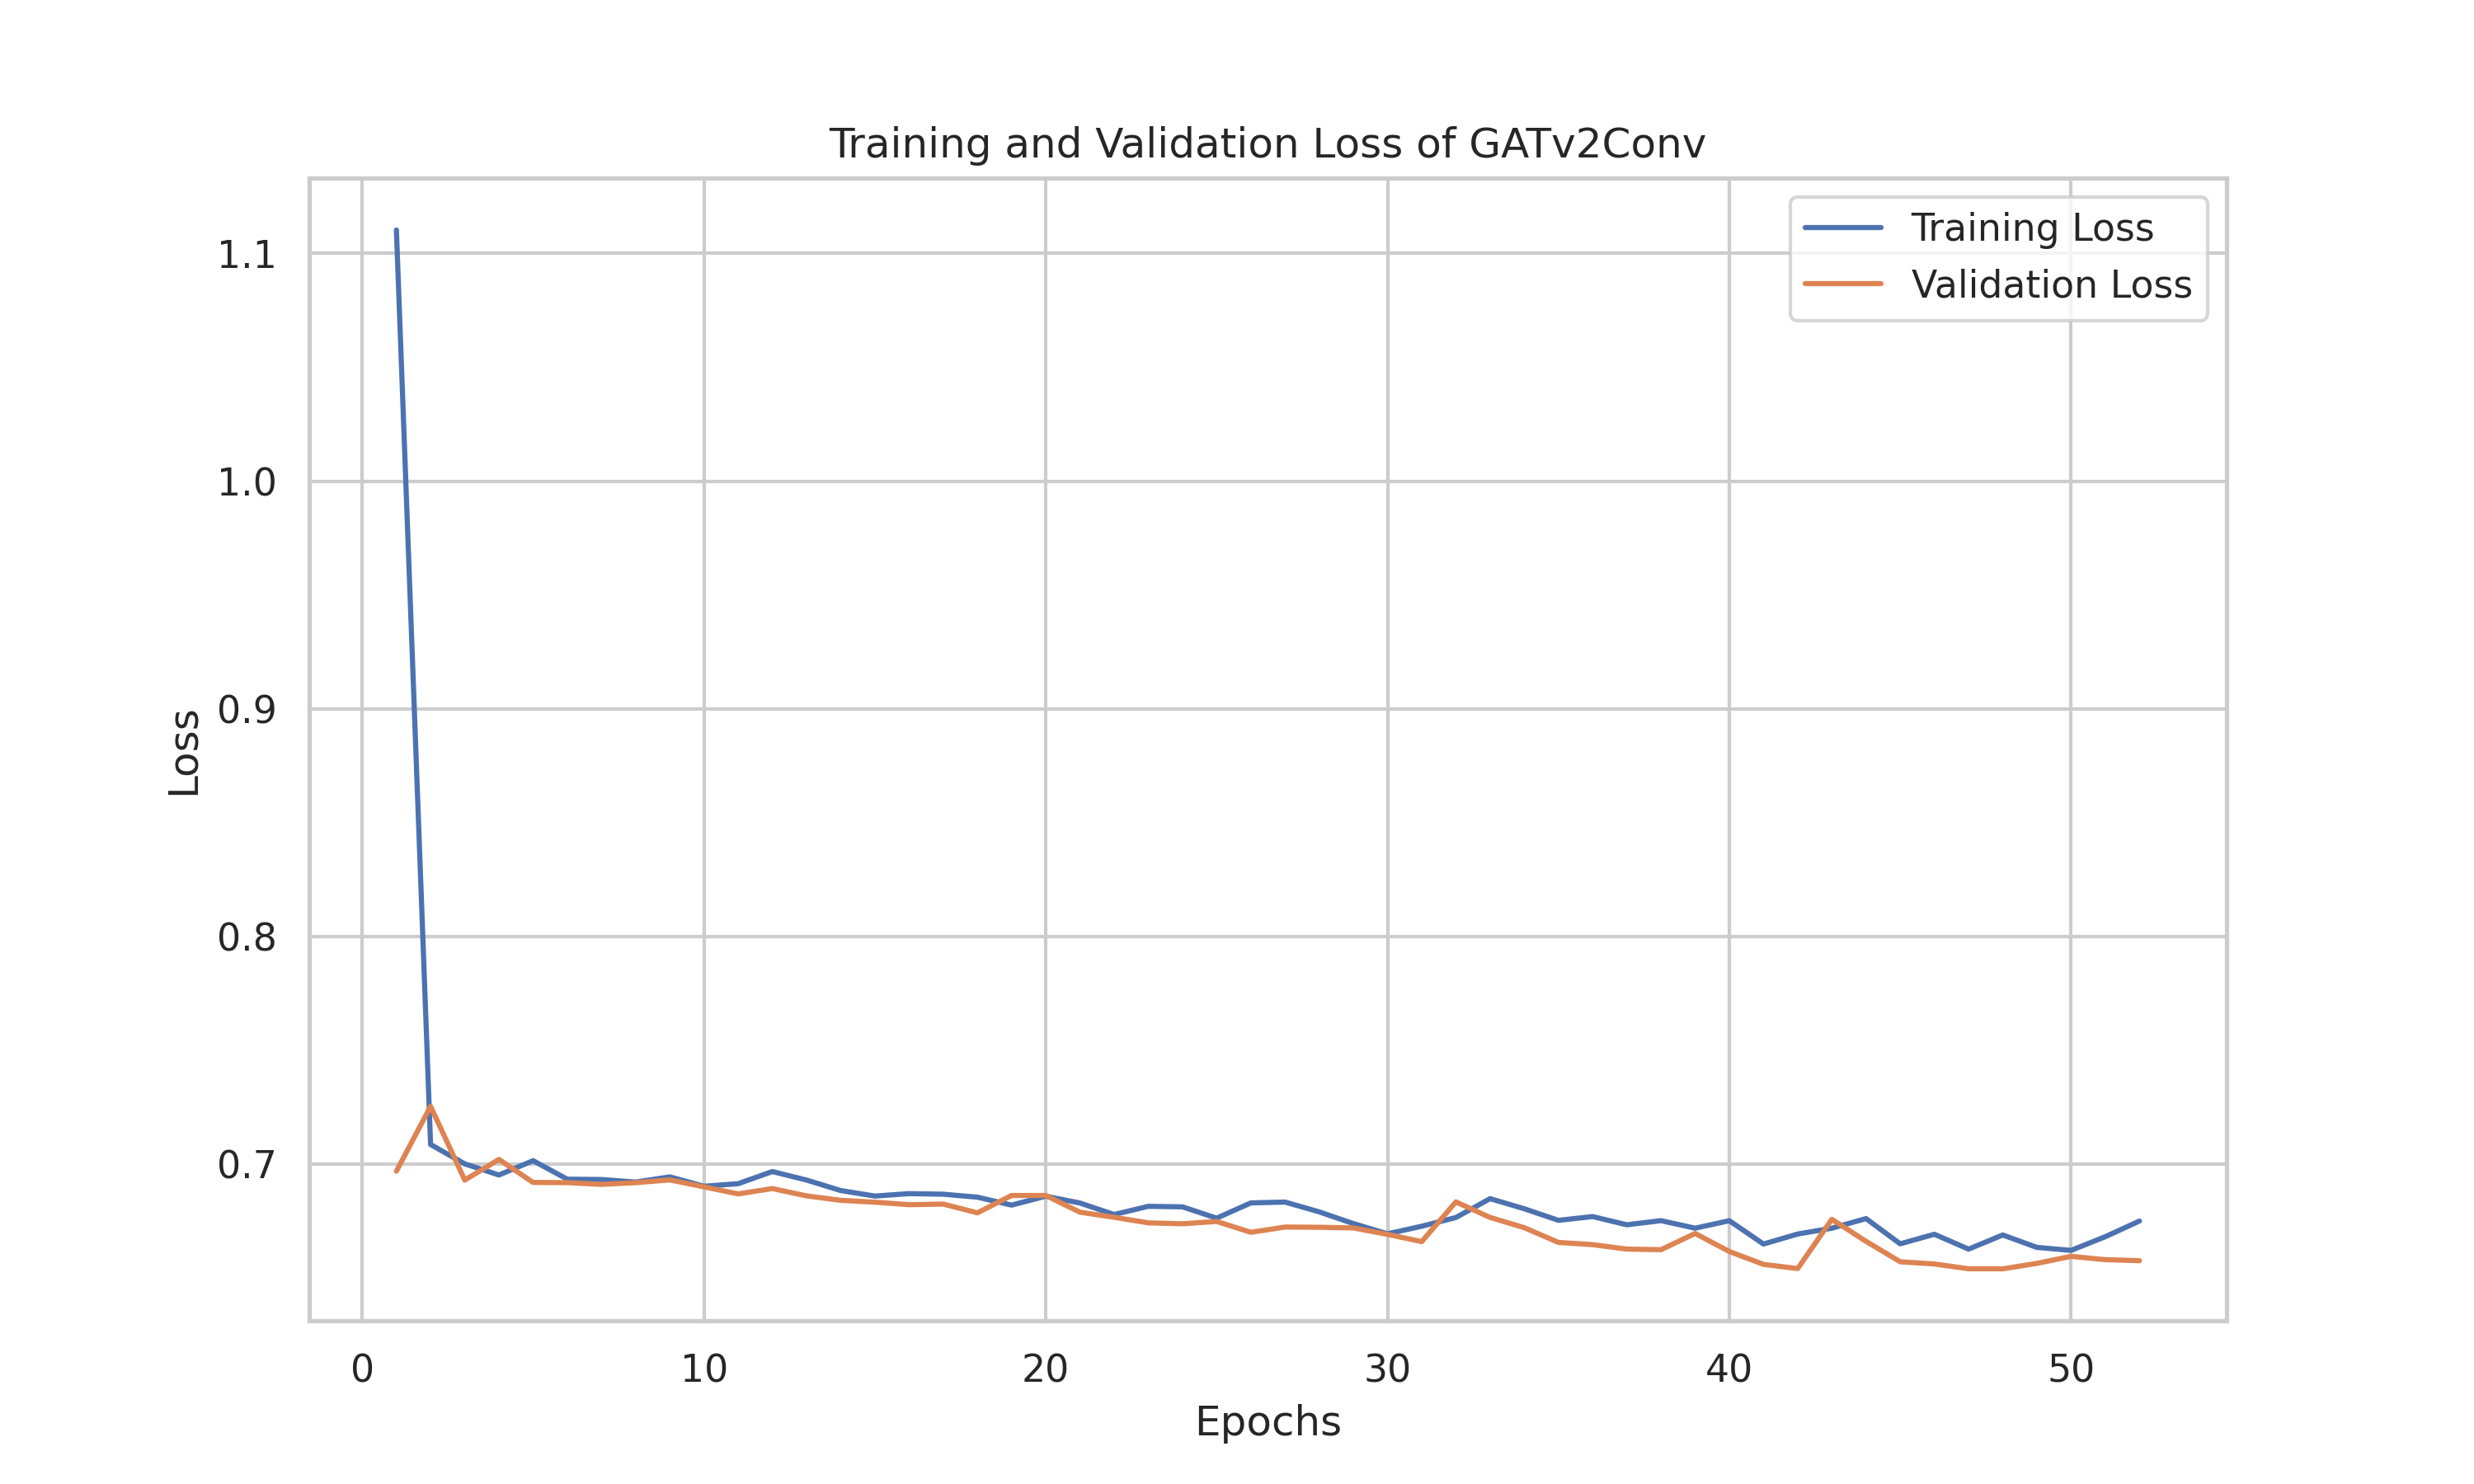 Training and Validation Loss of GATv2Conv
Training Loss
Validation Loss
1.1
1.0
0.9
0.8
0.7
Loss
0 10 20 30 40 50
Epochs